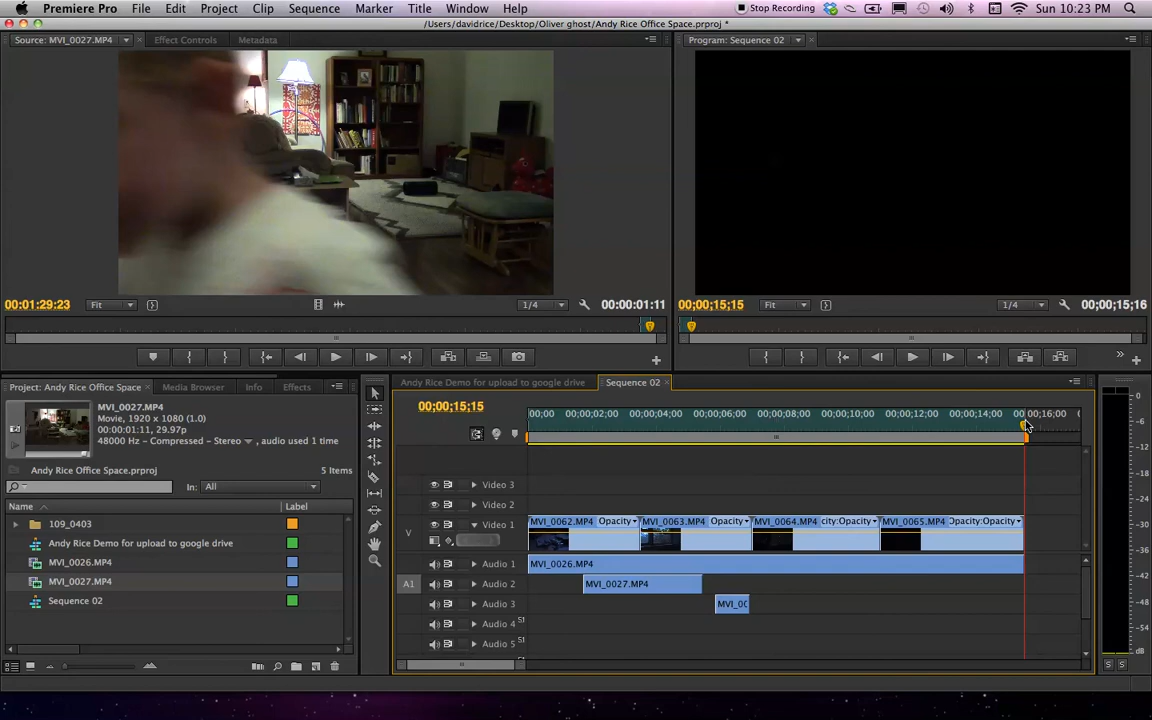 Premiere Pro File Edit Project Clip Sequence Marker Title Window Help Stop Recording Sun 10:23 PM
/Users/davidrice/Desktop/Oliver ghost/Andy Rice Office Space.prproj *
Source: MVI_0027.MP4 Effect Controls Metadata Program: Sequence 02
00:01:29:23 Fit 1/4 00:00:01:11 00;00;15;15 Fit 1/4 00;00;15;16
Project: Andy Rice Office Space Media Browser Info Effects Andy Rice Demo for upload to google drive Sequence 02
MVI_0027.MP4
Movie, 1920 x 1080 (1.0)
00:00:01:11, 29.97p
48000 Hz - Compressed - Stereo , audio used 1 time
Andy Rice Office Space.prproj 5 Items
In: All
Name Label
109_0403
Andy Rice Demo for upload to google drive
MVI_0026.MP4
MVI_0027.MP4
Sequence 02
00;00;15;15
00;00 00;00;02;00 00;00;04;00 00;00;06;00 00;00;08;00 00;00;10;00 00;00;12;00 00;00;14;00 00;00;16;00
Video 3
Video 2
Video 1 MVI_0062.MP4 Opacity MVI_0063.MP4 Opacity MVI_0064.MP4 city:Opacity MVI_0065.MP4 Opacity:Opacity
V
Audio 1 MVI_0026.MP4
A1 Audio 2 MVI_0027.MP4
Audio 3 MVI_00
Audio 4
Audio 5
0
-6
-12
-18
-24
-30
-36
-42
-48
-54
dB
S S